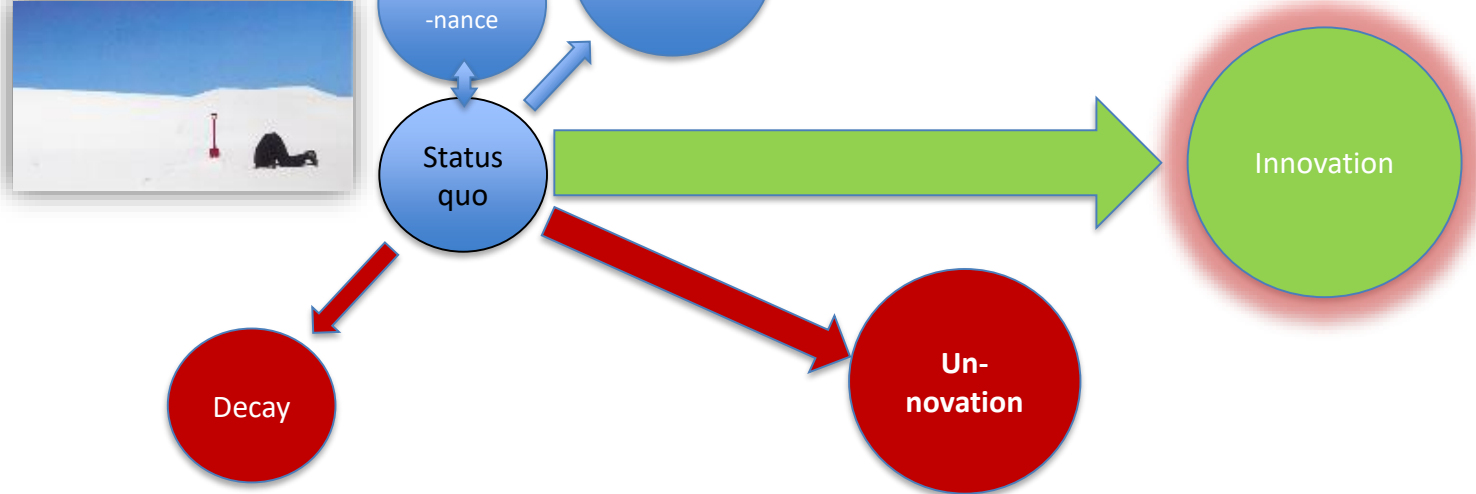 -nance
Status
quo
Innovation
Un-
novation
Decay